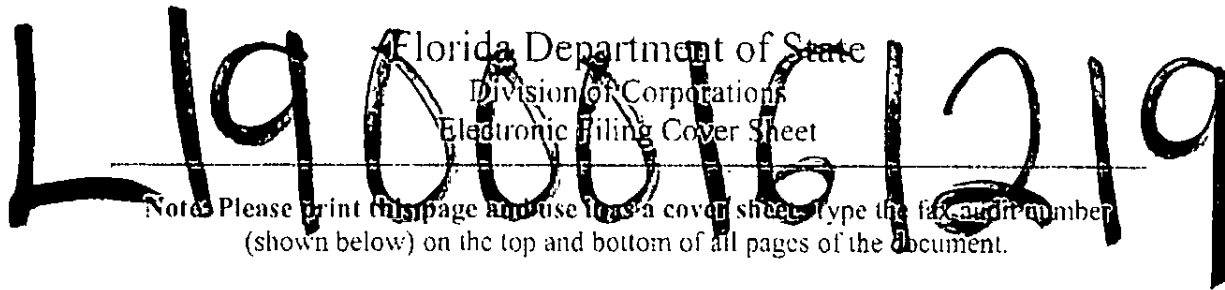 L19000161219
Florida Department of State
Division of Corporations
Electronic Filing Cover Sheet
Note: Please print this page and use it as a cover sheet. Type the fax audit number
(shown below) on the top and bottom of all pages of the document.